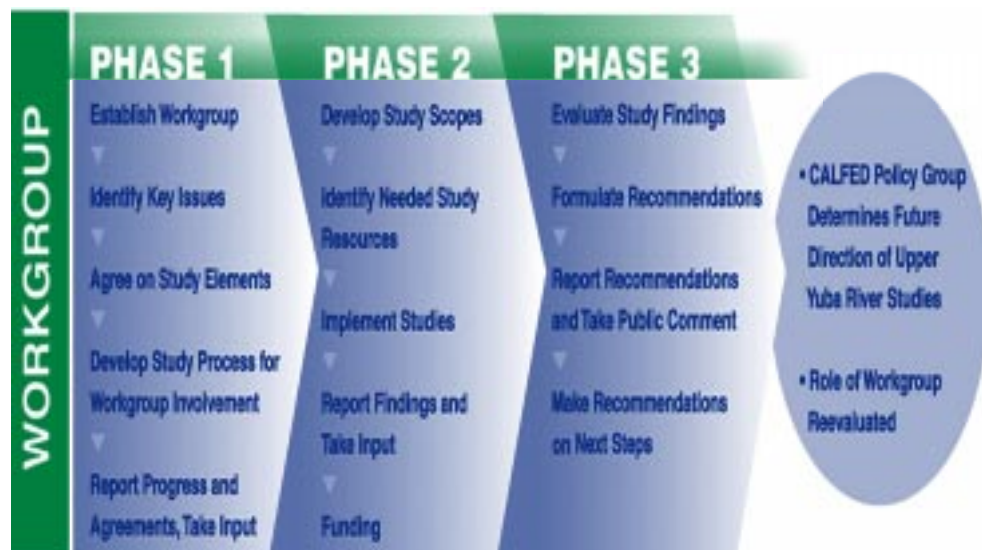 WORKGROUP
PHASE 1
Establish Workgroup
Identify Key Issues
Agree on Study Elements
Develop Study Process for
Workgroup Involvement
Report Progress and
Agreements, Take Input
PHASE 2
Develop Study Scopes
Identify Needed Study
Resources
Implement Studies
Report Findings and
Take Input
Funding
PHASE 3
Evaluate Study Findings
Formulate Recommendations
Report Recommendations
and Take Public Comment
Make Recommendations
on Next Steps
• CALFED Policy Group
Determines Future
Direction of Upper
Yuba River Studies
• Role of Workgroup
Reevaluated